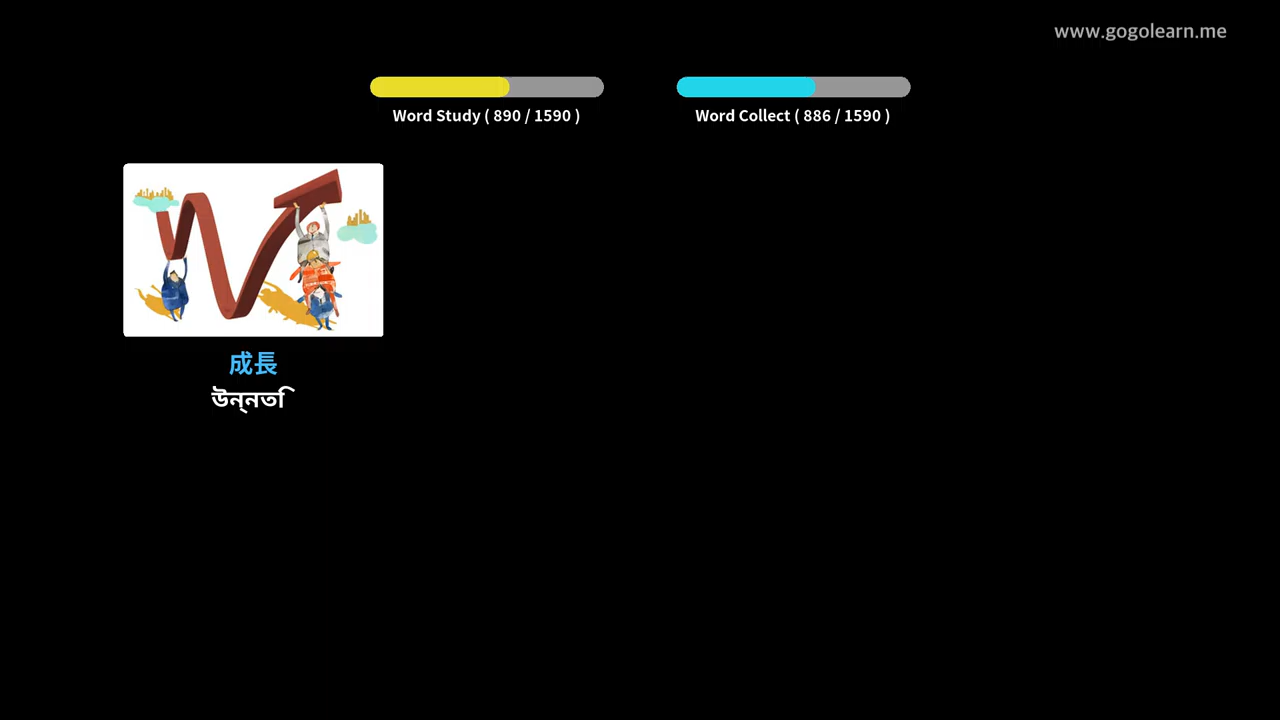 www.gogolearn.me
Word Study ( 890 / 1590 )
Word Collect ( 886 / 1590 )
成長
উন্নতি